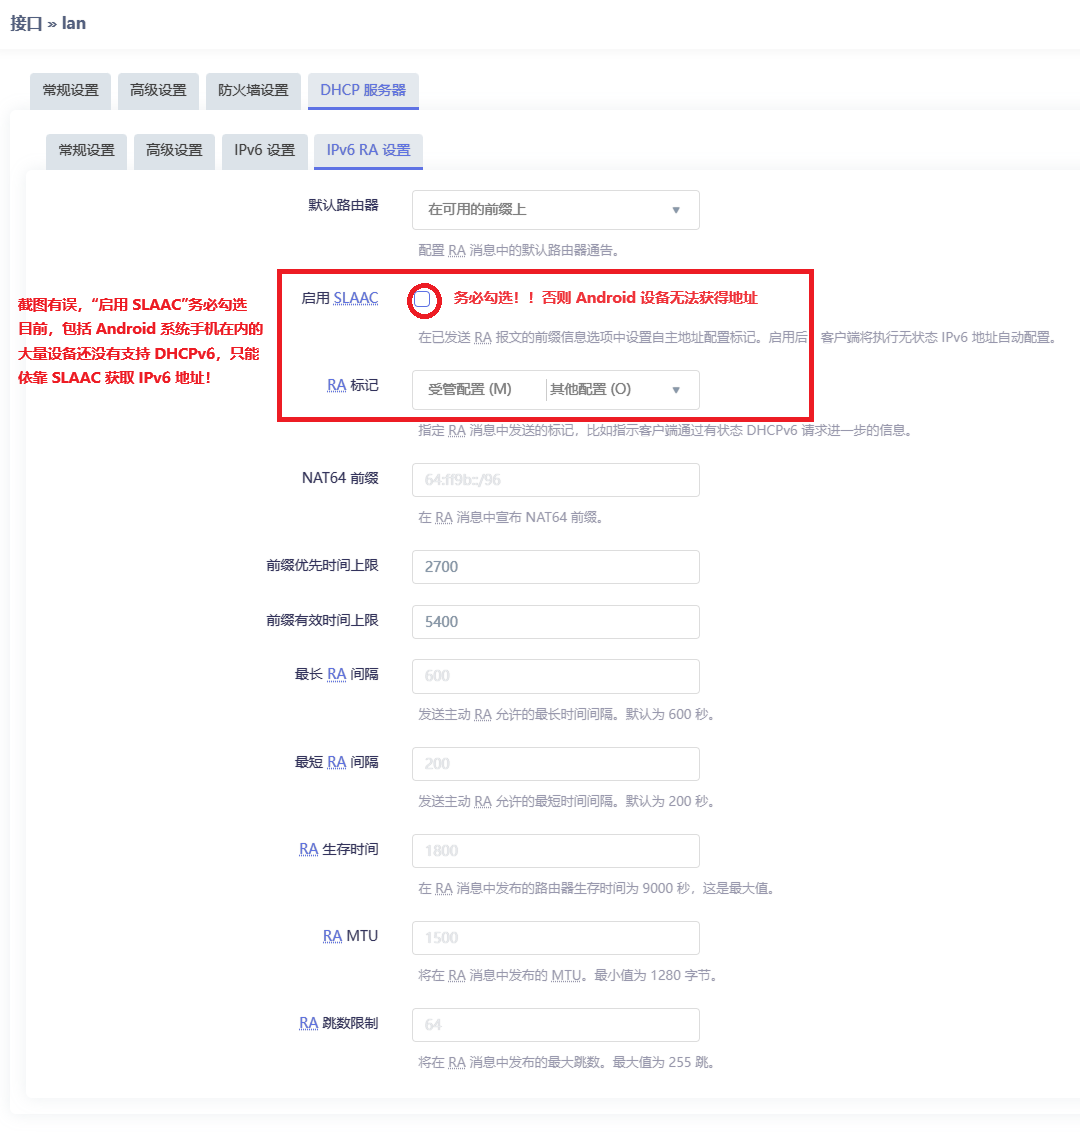 接口 » lan
常规设置 高级设置 防火墙设置 DHCP 服务器
常规设置 高级设置 IPv6 设置 IPv6 RA 设置
默认路由器 在可用的前缀上
配置 RA 消息中的默认路由器通告。
截图有误，“启用 SLAAC”务必勾选
目前，包括 Android 系统手机在内的
大量设备还没有支持 DHCPv6，只能
依靠 SLAAC 获取 IPv6 地址！
启用 SLAAC 务必勾选！！否则 Android 设备无法获得地址
在已发送 RA 报文的前缀信息选项中设置自主地址配置标记。启用后，客户端将执行无状态 IPv6 地址自动配置。
RA 标记 受管配置 (M) 其他配置 (O)
指定 RA 消息中发送的标记，比如指示客户端通过有状态 DHCPv6 请求进一步的信息。
NAT64 前缀 64:ff9b::/96
在 RA 消息中宣布 NAT64 前缀。
前缀优先时间上限 2700
前缀有效时间上限 5400
最长 RA 间隔 600
发送主动 RA 允许的最长时间间隔。默认为 600 秒。
最短 RA 间隔 200
发送主动 RA 允许的最短时间间隔。默认为 200 秒。
RA 生存时间 1800
在 RA 消息中发布的路由器生存时间为 9000 秒，这是最大值。
RA MTU 1500
将在 RA 消息中发布的 MTU。最小值为 1280 字节。
RA 跳数限制 64
将在 RA 消息中发布的最大跳数。最大值为 255 跳。